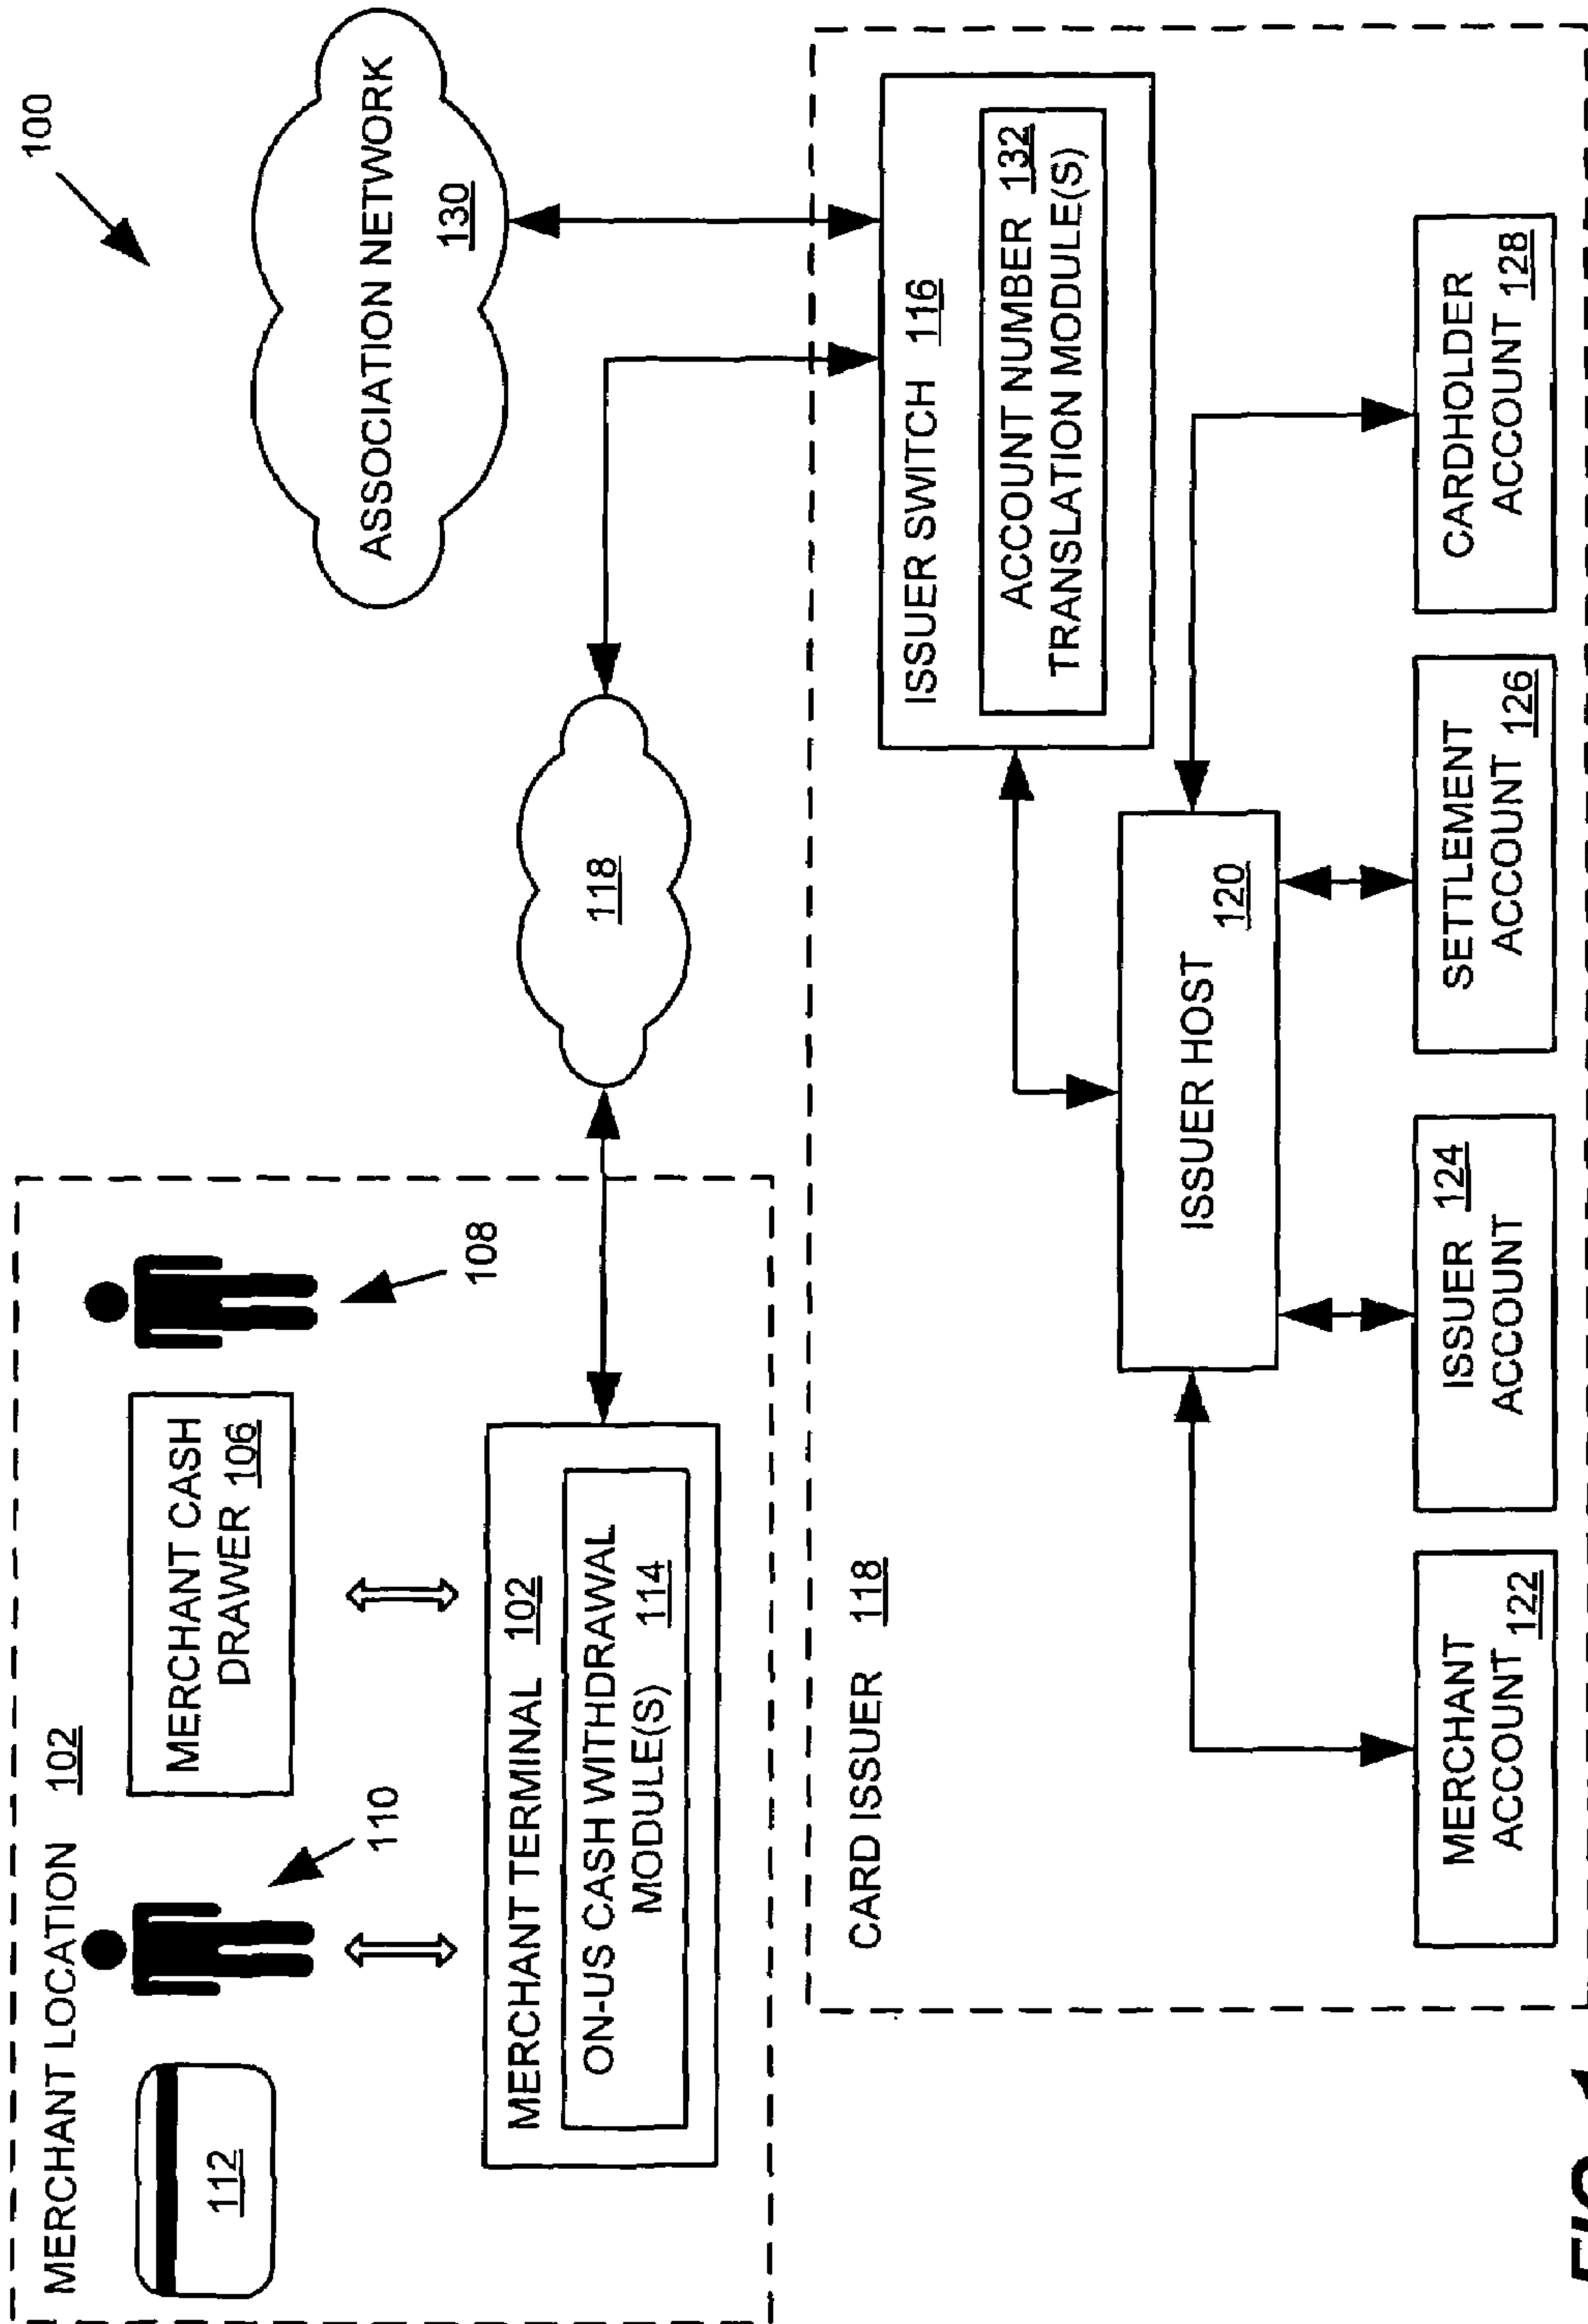 100
MERCHANT LOCATION 102
112
110
MERCHANT CASH
DRAWER 106
108
MERCHANT TERMINAL 102
ON-US CASH WITHDRAWAL
MODULE(S) 114
118
ASSOCIATION NETWORK
130
CARD ISSUER 118
ISSUER SWITCH 116
ACCOUNT NUMBER 132
TRANSLATION MODULE(S)
ISSUER HOST
120
MERCHANT
ACCOUNT 122
ISSUER 124
ACCOUNT
SETTLEMENT
ACCOUNT 126
CARDHOLDER
ACCOUNT 128
FIG. 1